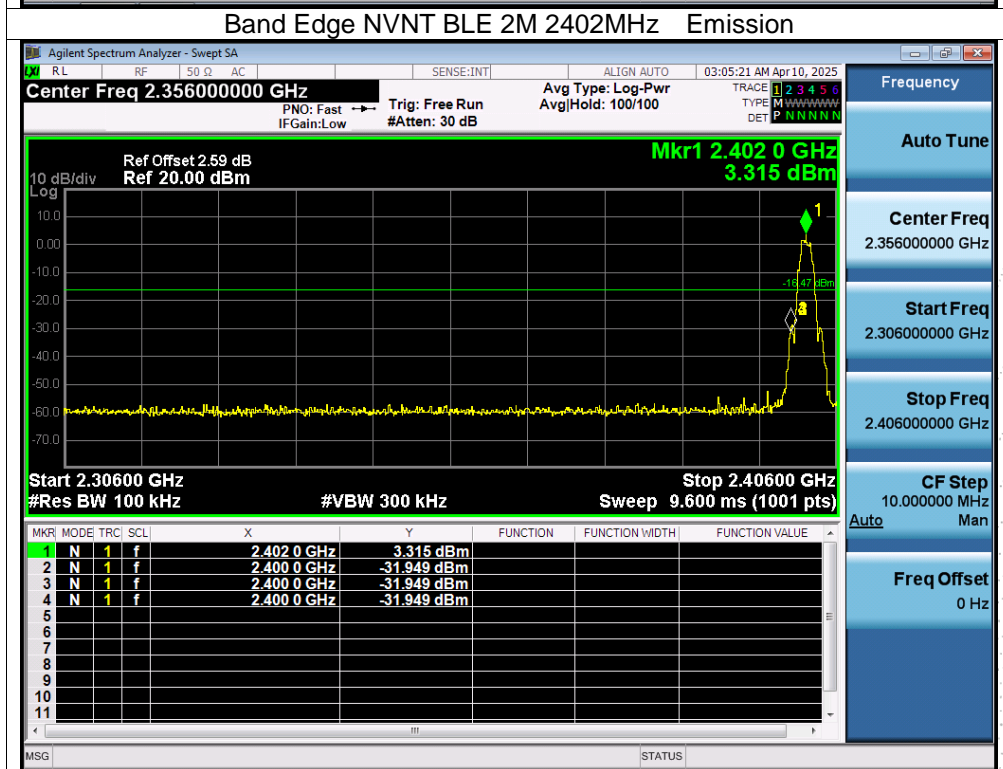 Band Edge NVNT BLE 2M 2402MHz Emission
Agilent Spectrum Analyzer - Swept SA
LXI RL RF 50 Ω AC SENSE:INT ALIGN AUTO 03:05:21 AM Apr 10, 2025
Center Freq 2.356000000 GHz
PNO: Fast
IFGain:Low
Trig: Free Run
#Atten: 30 dB
Avg Type: Log-Pwr
Avg|Hold: 100/100
TRACE 1 2 3 4 5 6
TYPE M WWWWW
DET P N N N N N
Frequency
Auto Tune
Center Freq
2.356000000 GHz
Start Freq
2.306000000 GHz
Stop Freq
2.406000000 GHz
CF Step
10.000000 MHz
Auto Man
Freq Offset
0 Hz
Mkr1 2.402 0 GHz
3.315 dBm
Ref Offset 2.59 dB
10 dB/div Ref 20.00 dBm
Log
10.0
0.00
-10.0
-20.0
-30.0
-40.0
-50.0
-60.0
-70.0
1
-16.47 dBm
Start 2.30600 GHz Stop 2.40600 GHz
#Res BW 100 kHz #VBW 300 kHz Sweep 9.600 ms (1001 pts)
MKR MODE TRC SCL X Y FUNCTION FUNCTION WIDTH FUNCTION VALUE
1 N 1 f 2.402 0 GHz 3.315 dBm
2 N 1 f 2.400 0 GHz -31.949 dBm
3 N 1 f 2.400 0 GHz -31.949 dBm
4 N 1 f 2.400 0 GHz -31.949 dBm
5
6
7
8
9
10
11
MSG STATUS